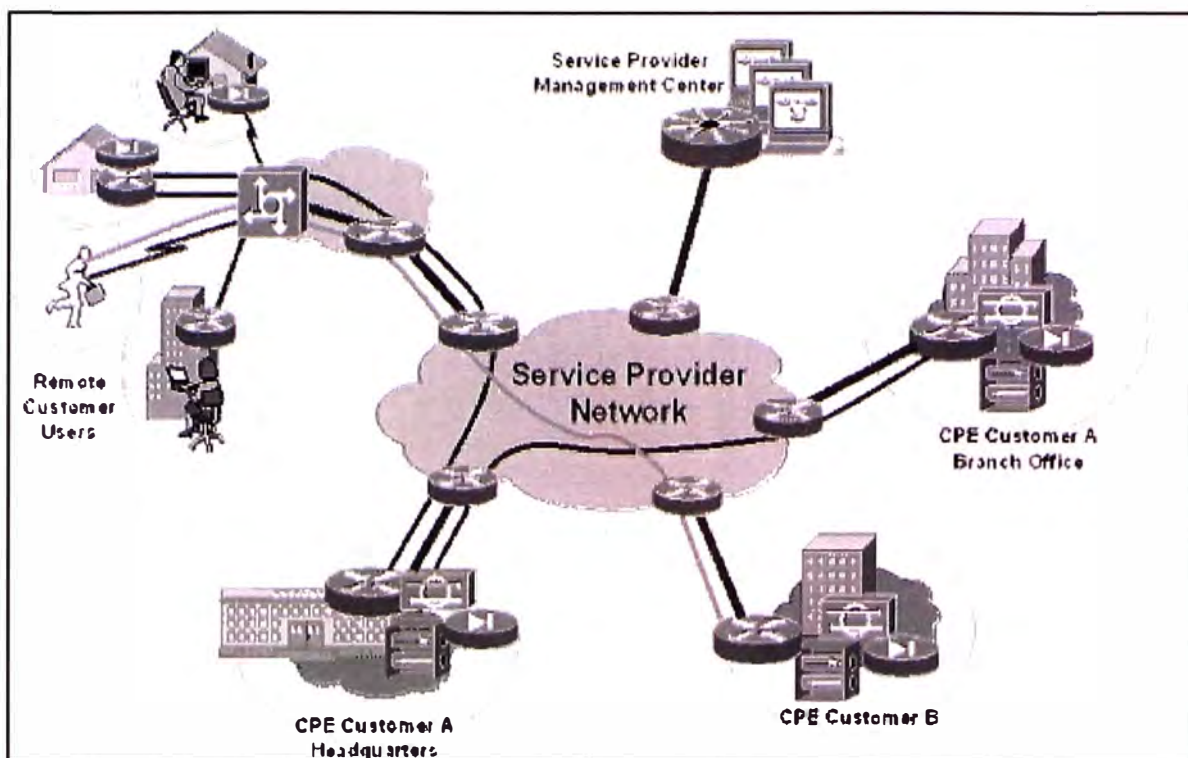 Service Provider
Management Center
Service Provider
Network
Remote
Customer
Users
CPE Customer A
Branch Office
CPE Customer A
Headquarters
CPE Customer B